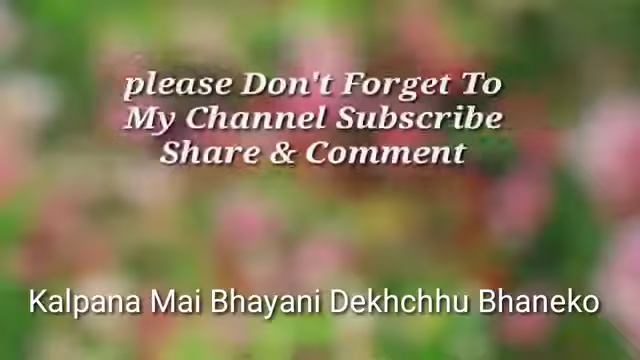 please Don't Forget To
My Channel Subscribe
Share & Comment
Kalpana Mai Bhayani Dekhchhu Bhaneko